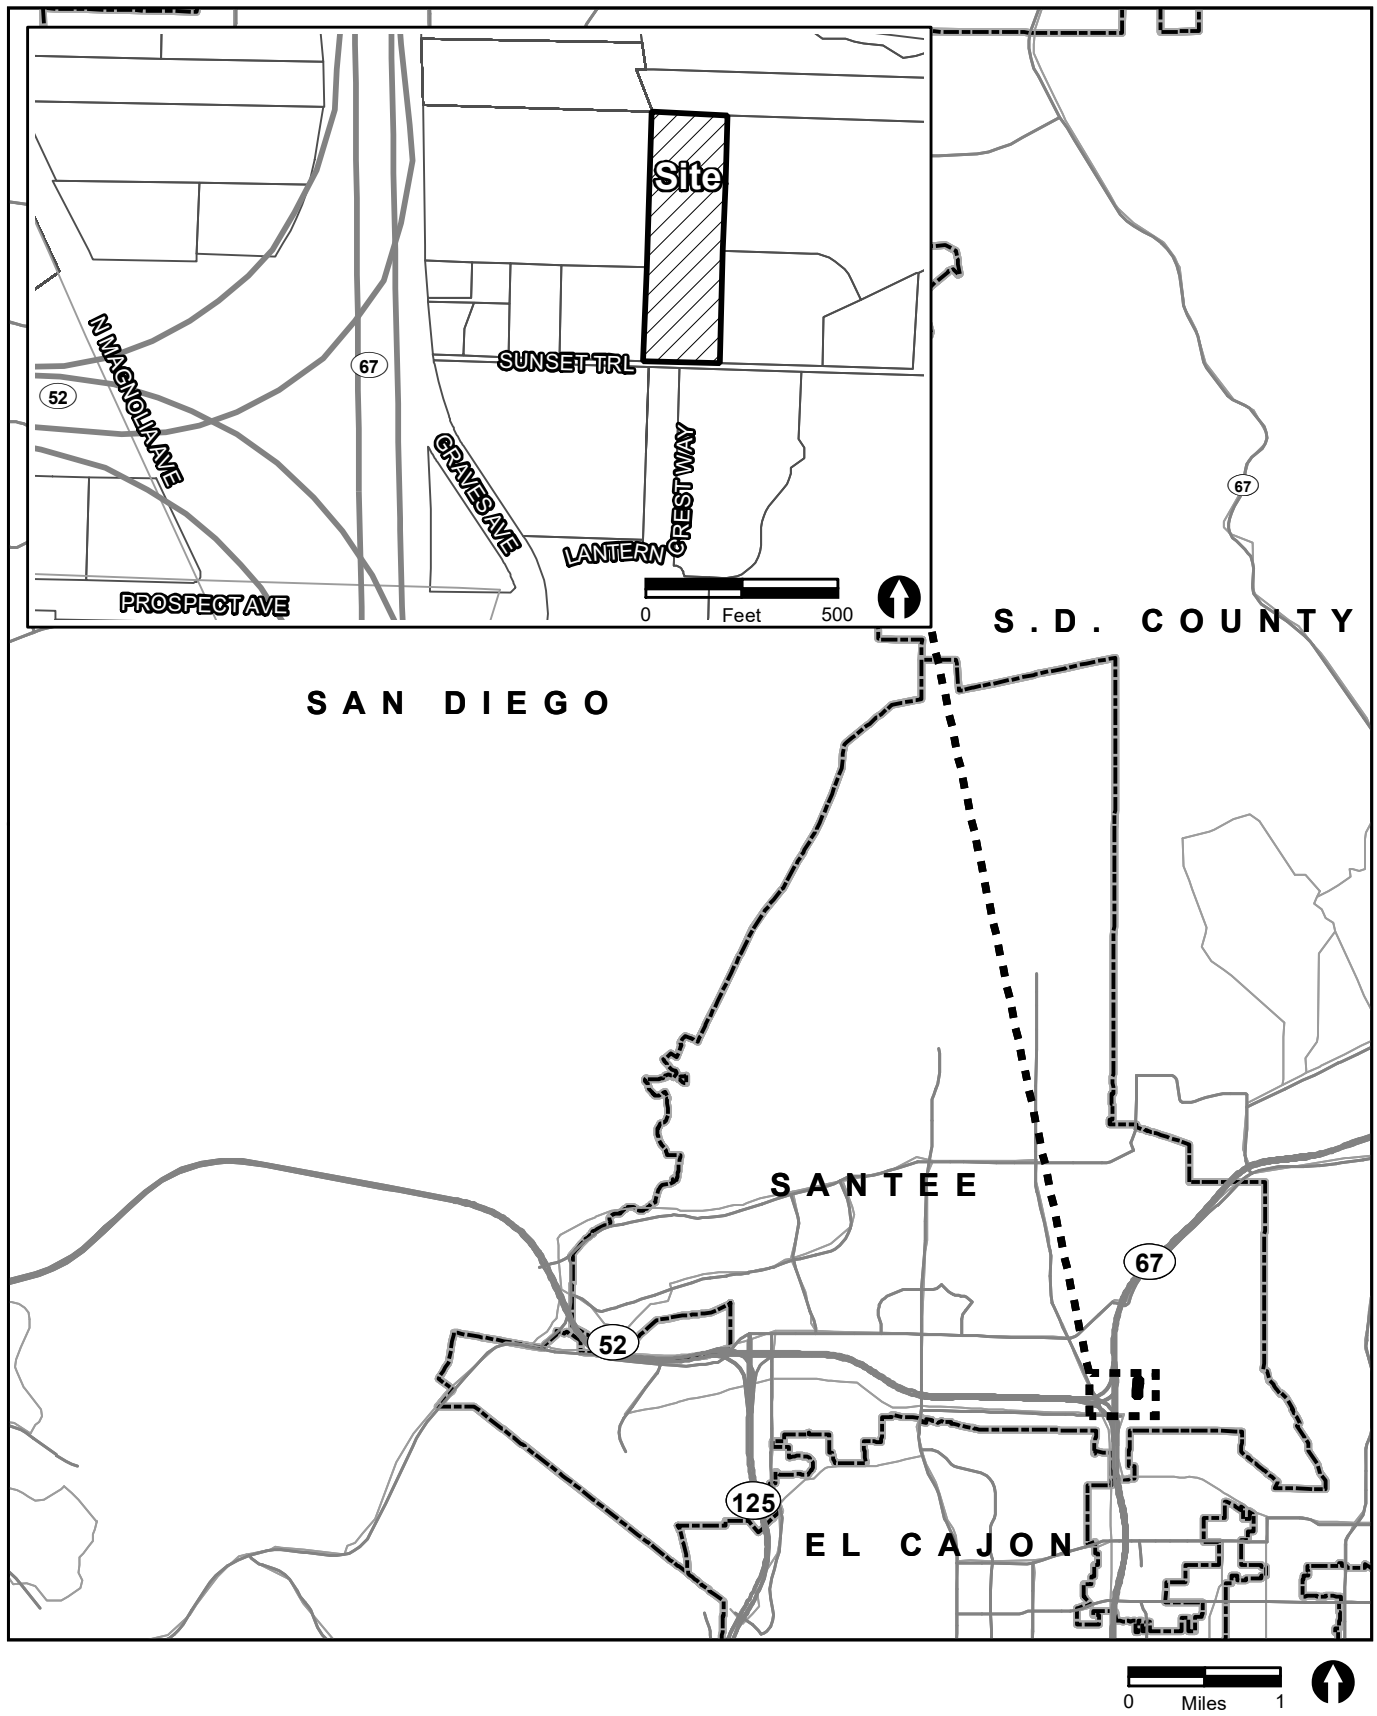 Site
N MAGNOLIA AVE
67
52
SUNSET TRL
GRAVES AVE
CREST WAY
LANTERN
PROSPECT AVE
0 Feet 500
67
S.D. COUNTY
SAN DIEGO
SANTEE
67
52
125
EL CAJON
0 Miles 1